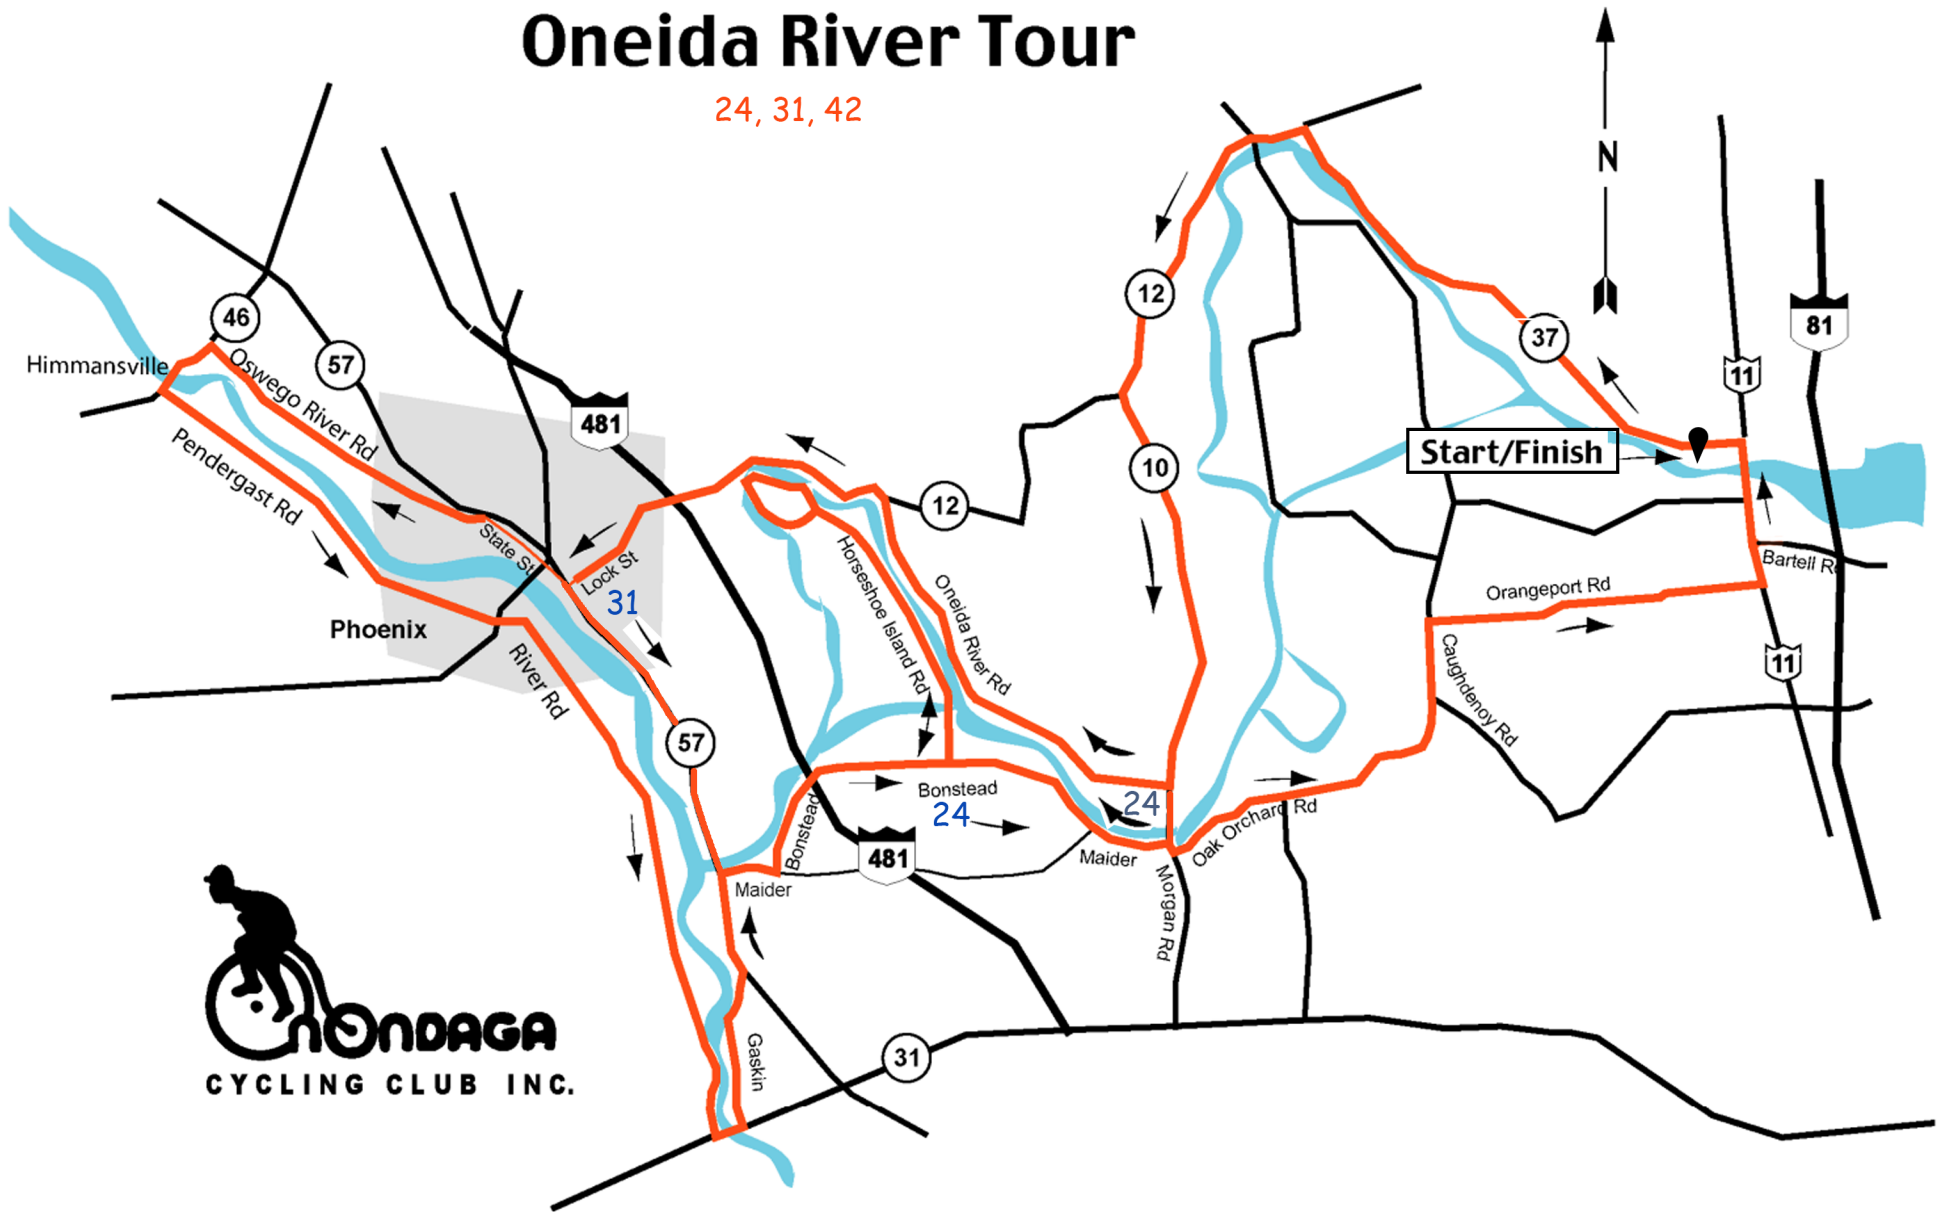 Oneida River Tour
24, 31, 42
N
12
37
46
57
81
11
Himmansville
Oswego River Rd
481
Start/Finish
10
12
Pendergast Rd
State St
Lock St
31
Horseshoe Island Rd
Oneida River Rd
Bartell Rd
Orangeport Rd
Phoenix
River Rd
Caughdenoy Rd
11
57
Bonstead
24
24
Bonstead
Oak Orchard Rd
481
Maider
Maider
Morgan Rd
Gaskin
31
ONONDAGA
CYCLING CLUB INC.